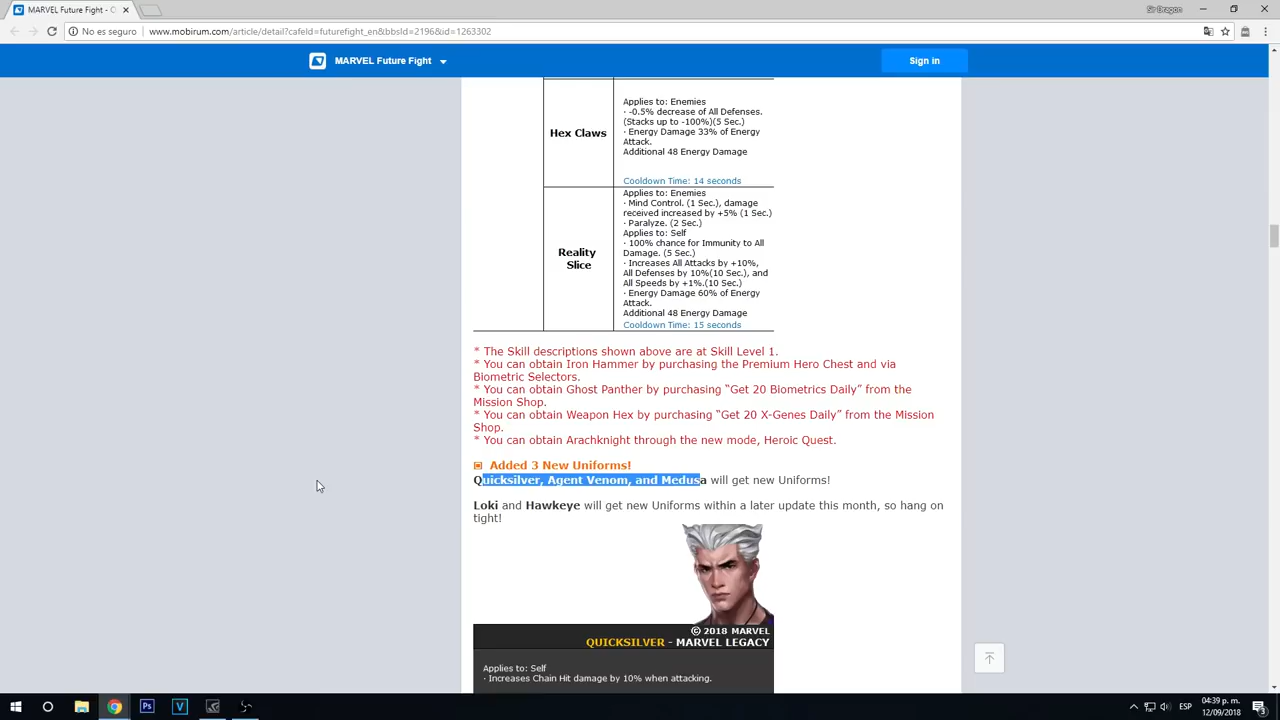 MARVEL Future Fight - C
Sir Dragon
No es seguro
www.mobirum.com/article/detail?cafeId=futurefight_en&bbsId=2196&id=1263302
MARVEL Future Fight
Sign in
Hex Claws
Applies to: Enemies
· -0.5% decrease of All Defenses.
(Stacks up to -100%)(5 Sec.)
· Energy Damage 33% of Energy
Attack.
Additional 48 Energy Damage
Cooldown Time: 14 seconds
Reality
Slice
Applies to: Enemies
· Mind Control. (1 Sec.), damage
received increased by +5% (1 Sec.)
· Paralyze. (2 Sec.)
Applies to: Self
· 100% chance for Immunity to All
Damage. (5 Sec.)
· Increases All Attacks by +10%,
All Defenses by 10%(10 Sec.), and
All Speeds by +1%.(10 Sec.)
· Energy Damage 60% of Energy
Attack.
Additional 48 Energy Damage
Cooldown Time: 15 seconds
* The Skill descriptions shown above are at Skill Level 1.
* You can obtain Iron Hammer by purchasing the Premium Hero Chest and via
Biometric Selectors.
* You can obtain Ghost Panther by purchasing “Get 20 Biometrics Daily” from the
Mission Shop.
* You can obtain Weapon Hex by purchasing “Get 20 X-Genes Daily” from the Mission
Shop.
* You can obtain Arachknight through the new mode, Heroic Quest.
▣ Added 3 New Uniforms!
Quicksilver, Agent Venom, and Medusa will get new Uniforms!
Loki and Hawkeye will get new Uniforms within a later update this month, so hang on
tight!
© 2018 MARVEL
QUICKSILVER - MARVEL LEGACY
Applies to: Self
· Increases Chain Hit damage by 10% when attacking.
Ps
V
ESP
04:39 p. m.
12/09/2018
3